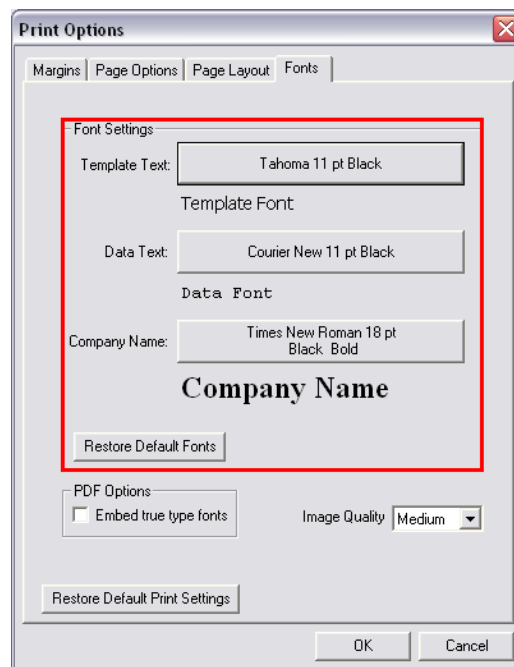 Print Options
Margins Page Options Page Layout Fonts
Font Settings
Template Text: Tahoma 11 pt Black
Template Font
Data Text: Courier New 11 pt Black
Data Font
Company Name: Times New Roman 18 pt
Black Bold
Company Name
Restore Default Fonts
PDF Options
Embed true type fonts Image Quality Medium
Restore Default Print Settings
OK Cancel